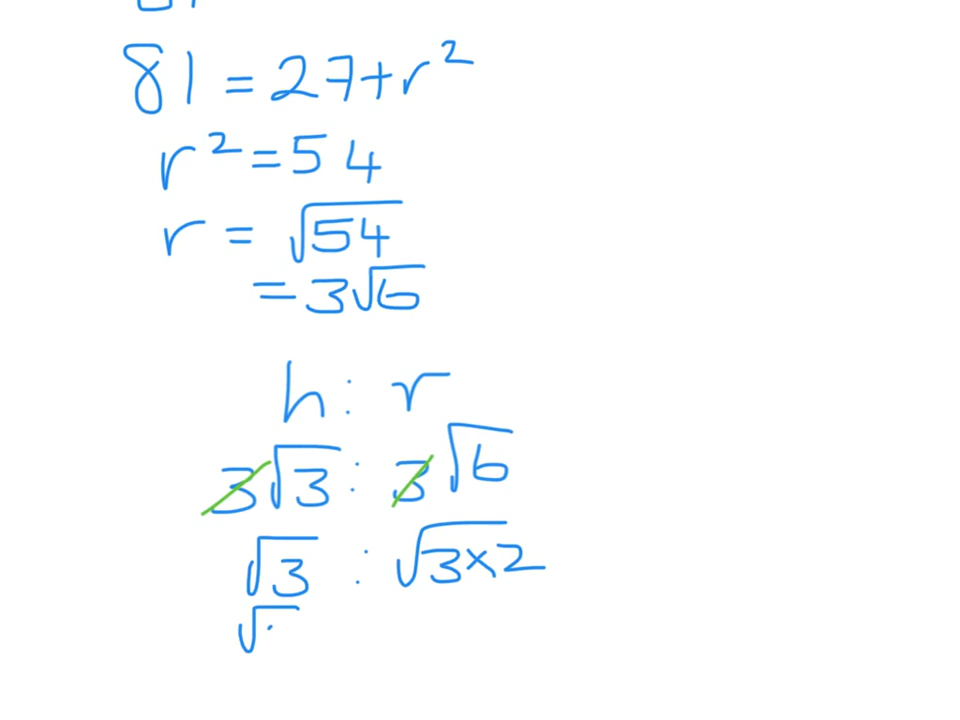 81 = 27 + r²
r² = 54
r = √54
= 3√6
h : r
3√3 : 3√6
√3 : √3×2
√